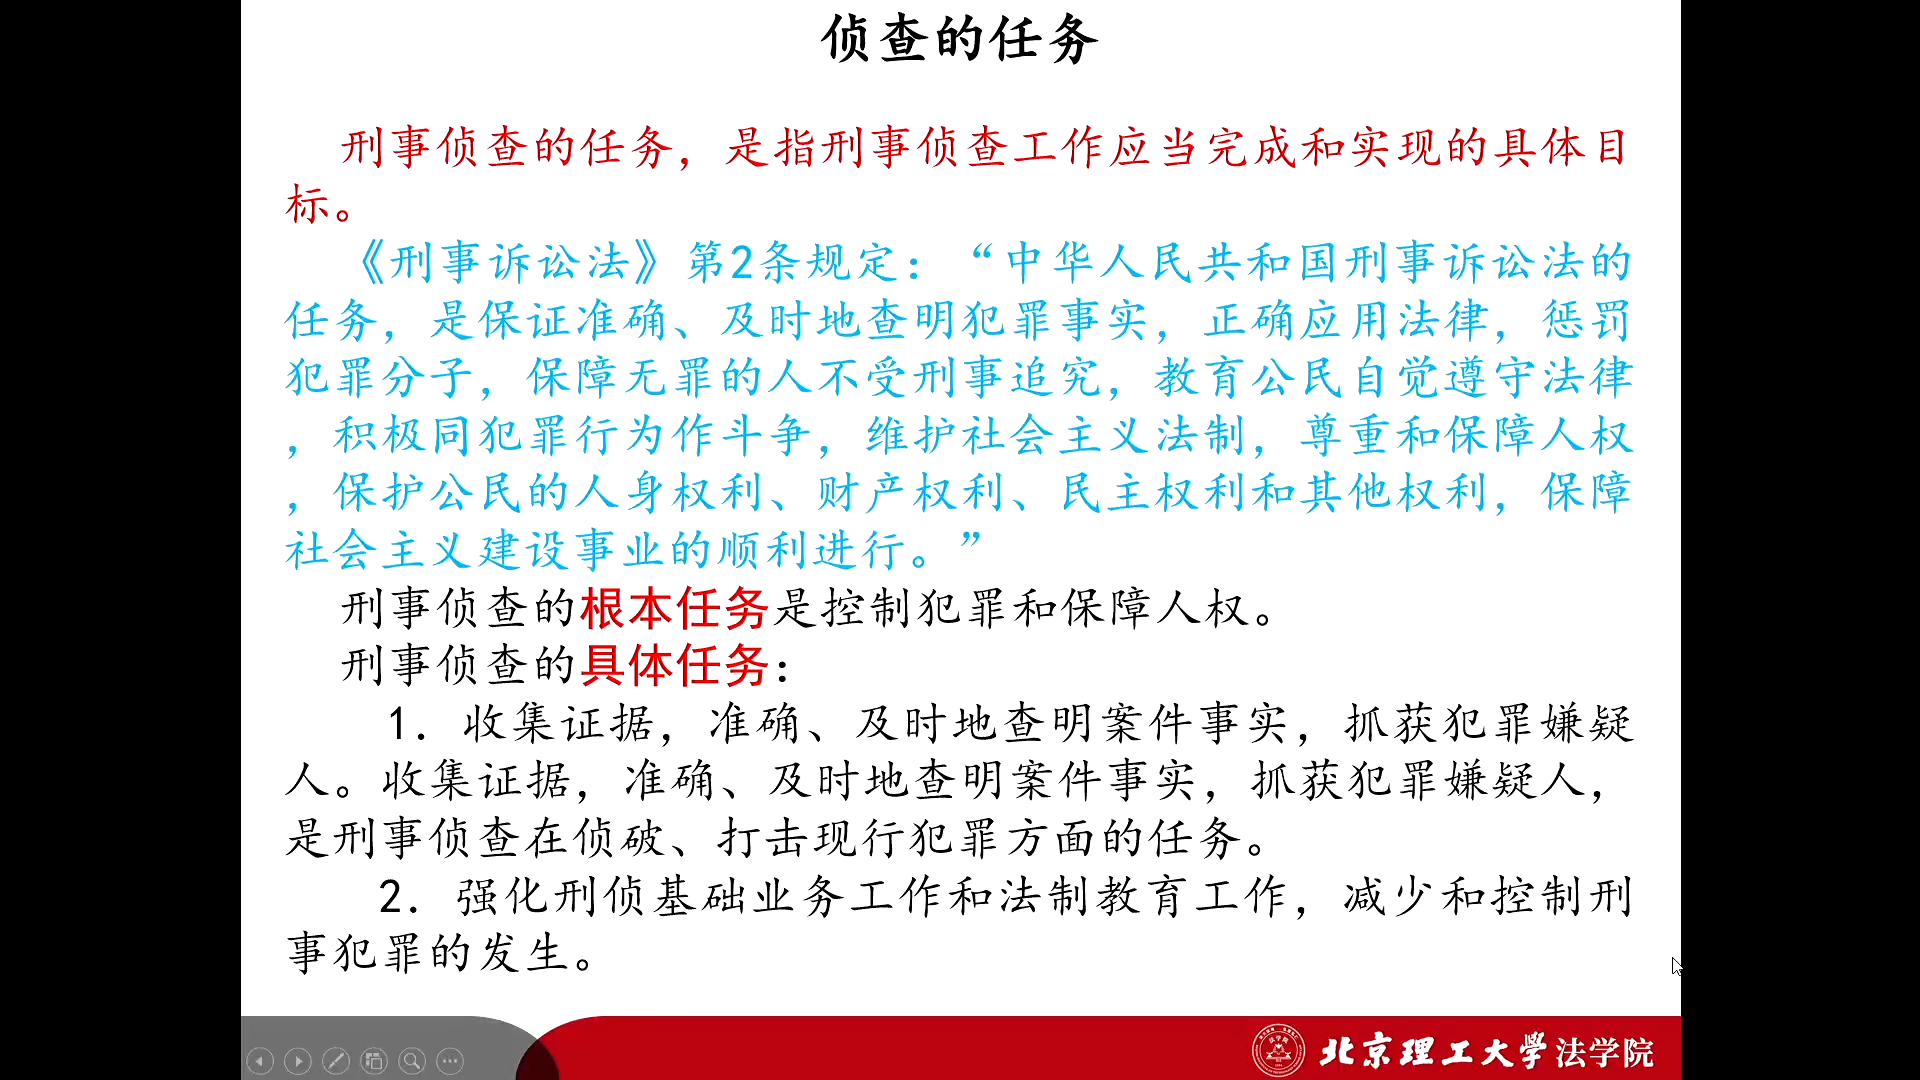 侦查的任务
刑事侦查的任务，是指刑事侦查工作应当完成和实现的具体目
标。
《刑事诉讼法》第2条规定：“中华人民共和国刑事诉讼法的
任务，是保证准确、及时地查明犯罪事实，正确应用法律，惩罚
犯罪分子，保障无罪的人不受刑事追究，教育公民自觉遵守法律
，积极同犯罪行为作斗争，维护社会主义法制，尊重和保障人权
，保护公民的人身权利、财产权利、民主权利和其他权利，保障
社会主义建设事业的顺利进行。”
刑事侦查的根本任务是控制犯罪和保障人权。
刑事侦查的具体任务：
1．收集证据，准确、及时地查明案件事实，抓获犯罪嫌疑
人。收集证据，准确、及时地查明案件事实，抓获犯罪嫌疑人，
是刑事侦查在侦破、打击现行犯罪方面的任务。
2．强化刑侦基础业务工作和法制教育工作，减少和控制刑
事犯罪的发生。
北京理工大学法学院